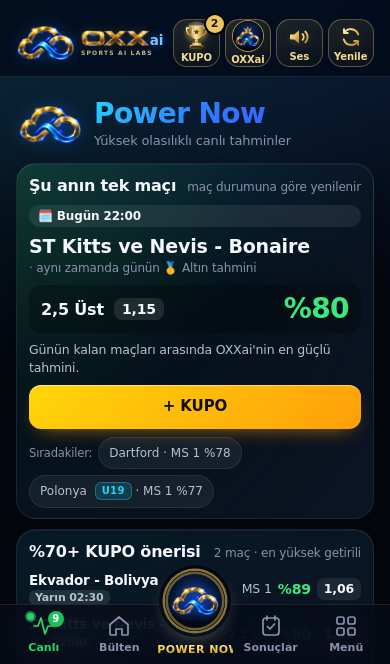 OXX ai
SPORTS AI LABS
KUPO
2
OXXai
Ses
Yenile
Power Now
Yüksek olasılıklı canlı tahminler
Şu anın tek maçı maç durumuna göre yenilenir
Bugün 22:00
ST Kitts ve Nevis - Bonaire
· aynı zamanda günün 🥇 Altın tahmini
2,5 Üst 1,15 %80
Günün kalan maçları arasında OXXai'nin en güçlü
tahmini.
+ KUPO
Sıradakiler: Dartford · MS 1 %78
Polonya U19 · MS 1 %77
%70+ KUPO önerisi 2 maç · en yüksek getirili
Ekvador - Bolivya MS 1 %89 1,06
Yarın 02:30
9
Canlı
Bülten
POWER NOW
Sonuçlar
Menü